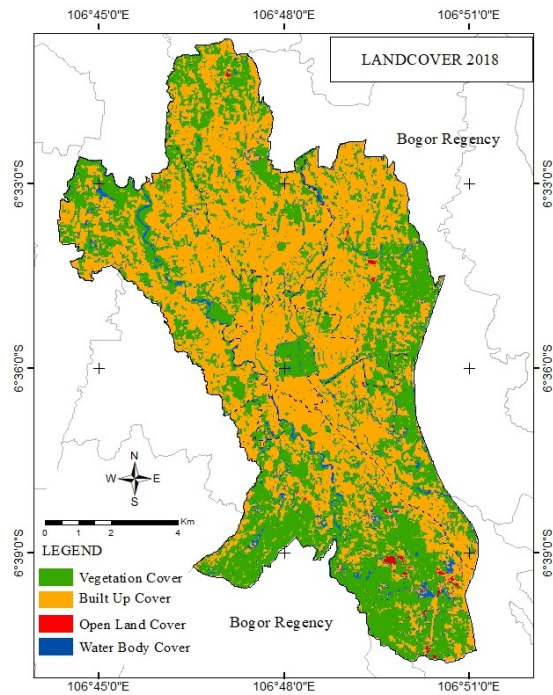 106°45'0"E 106°48'0"E 106°51'0"E
LANDCOVER 2018
Bogor Regency
6°33'0"S 6°33'0"S
6°36'0"S 6°36'0"S
N
W E
S
0 1 2 4 Km
6°39'0"S 6°39'0"S
LEGEND
Vegetation Cover
Built Up Cover
Open Land Cover
Water Body Cover
Bogor Regency
106°45'0"E 106°48'0"E 106°51'0"E